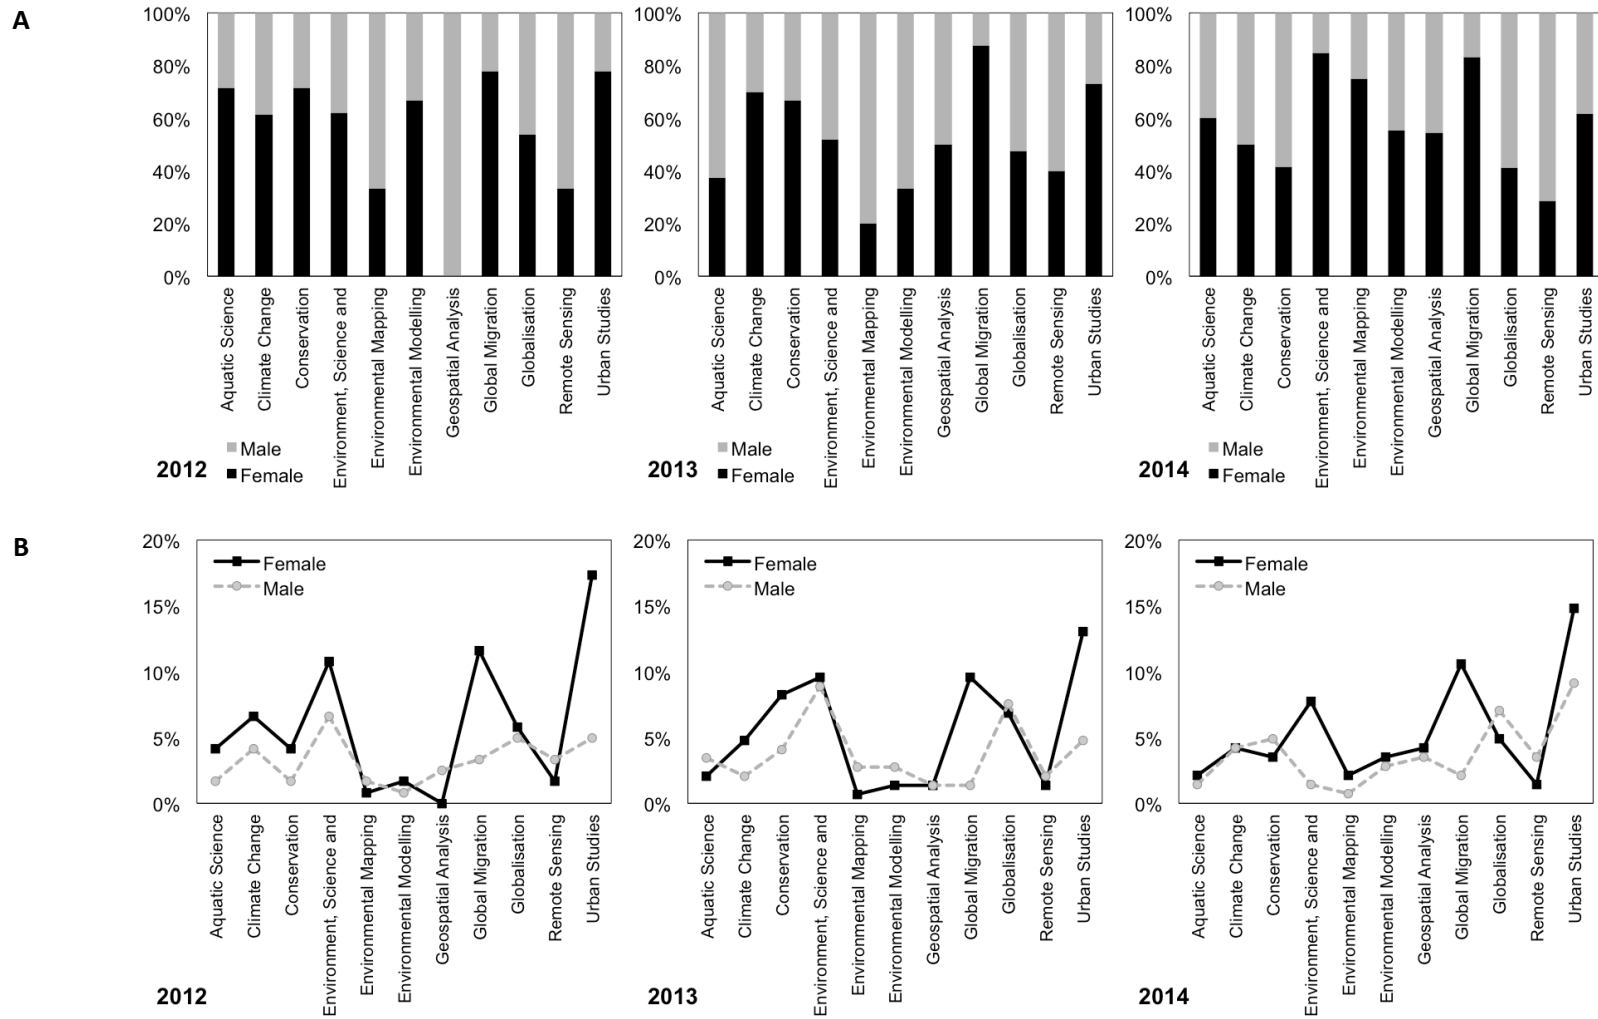 A
100%
80%
60%
40%
20%
0%
Aquatic Science
Climate Change
Conservation
Environment, Science and
Environmental Mapping
Environmental Modelling
Geospatial Analysis
Global Migration
Globalisation
Remote Sensing
Urban Studies
Male
Female
2012
100%
80%
60%
40%
20%
0%
Aquatic Science
Climate Change
Conservation
Environment, Science and
Environmental Mapping
Environmental Modelling
Geospatial Analysis
Global Migration
Globalisation
Remote Sensing
Urban Studies
Male
Female
2013
100%
80%
60%
40%
20%
0%
Aquatic Science
Climate Change
Conservation
Environment, Science and
Environmental Mapping
Environmental Modelling
Geospatial Analysis
Global Migration
Globalisation
Remote Sensing
Urban Studies
Male
Female
2014
B
20%
15%
10%
5%
0%
Female
Male
Aquatic Science
Climate Change
Conservation
Environment, Science and
Environmental Mapping
Environmental Modelling
Geospatial Analysis
Global Migration
Globalisation
Remote Sensing
Urban Studies
2012
20%
15%
10%
5%
0%
Female
Male
Aquatic Science
Climate Change
Conservation
Environment, Science and
Environmental Mapping
Environmental Modelling
Geospatial Analysis
Global Migration
Globalisation
Remote Sensing
Urban Studies
2013
20%
15%
10%
5%
0%
Female
Male
Aquatic Science
Climate Change
Conservation
Environment, Science and
Environmental Mapping
Environmental Modelling
Geospatial Analysis
Global Migration
Globalisation
Remote Sensing
Urban Studies
2014